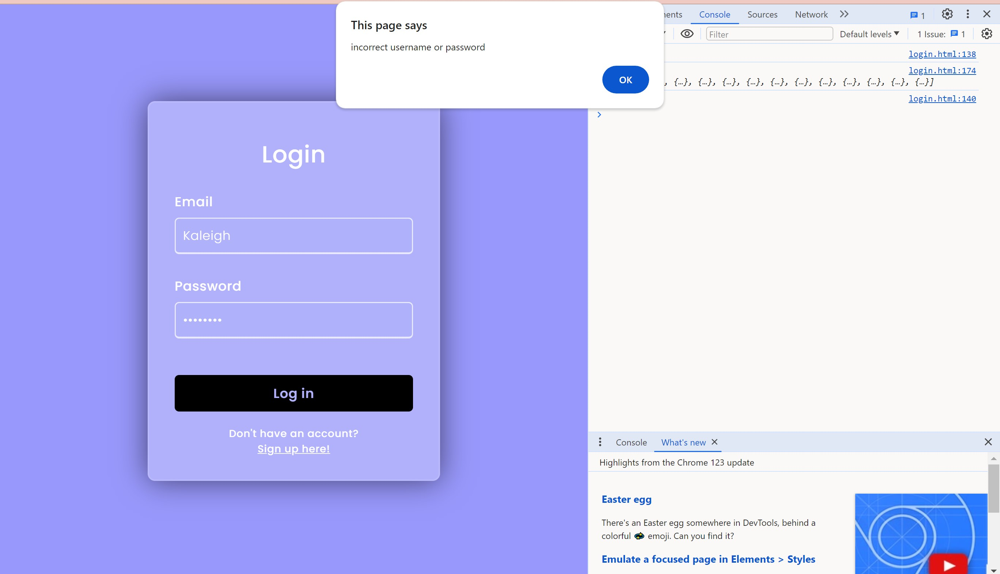 This page says
incorrect username or password
OK
Login
Email
Kaleigh
Password
••••••••
Log in
Don't have an account?
Sign up here!
Console Sources Network 1
Filter Default levels 1 Issue: 1
login.html:138
login.html:174
, {…}, {…}, {…}, {…}, {…}, {…}, {…}, {…}, {…}, {…}, {…}]
login.html:140
Console What's new
Highlights from the Chrome 123 update
Easter egg
There's an Easter egg somewhere in DevTools, behind a
colorful 💫 emoji. Can you find it?
Emulate a focused page in Elements > Styles